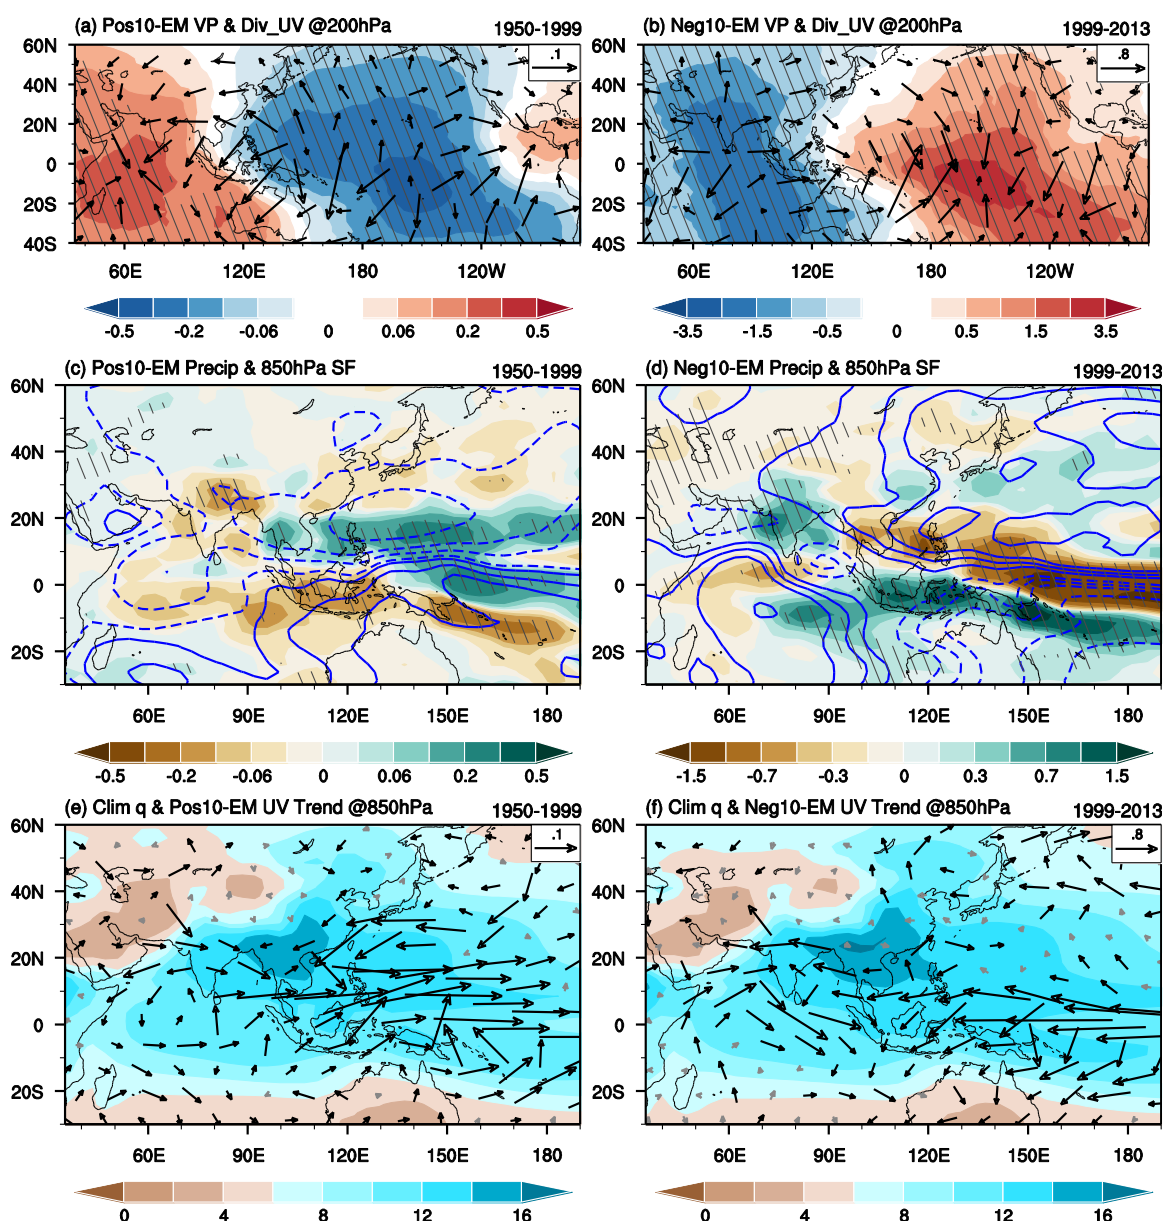 (a) Pos10-EM VP & Div_UV @200hPa 1950-1999
.1
60N
40N
20N
0
20S
40S
60E 120E 180 120W
-0.5 -0.2 -0.06 0 0.06 0.2 0.5
(b) Neg10-EM VP & Div_UV @200hPa 1999-2013
.8
60N
40N
20N
0
20S
40S
60E 120E 180 120W
-3.5 -1.5 -0.5 0 0.5 1.5 3.5
(c) Pos10-EM Precip & 850hPa SF 1950-1999
60N
40N
20N
0
20S
60E 90E 120E 150E 180
-0.5 -0.2 -0.06 0 0.06 0.2 0.5
(d) Neg10-EM Precip & 850hPa SF 1999-2013
60N
40N
20N
0
20S
60E 90E 120E 150E 180
-1.5 -0.7 -0.3 0 0.3 0.7 1.5
(e) Clim q & Pos10-EM UV Trend @850hPa 1950-1999
.1
60N
40N
20N
0
20S
60E 90E 120E 150E 180
0 4 8 12 16
(f) Clim q & Neg10-EM UV Trend @850hPa 1999-2013
.8
60N
40N
20N
0
20S
60E 90E 120E 150E 180
0 4 8 12 16